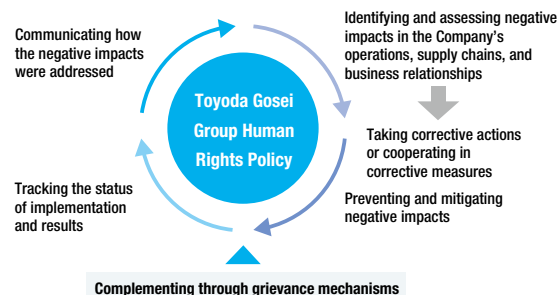 Communicating how
the negative impacts
were addressed
Identifying and assessing negative
impacts in the Company's
operations, supply chains, and
business relationships
Toyoda Gosei
Group Human
Rights Policy
Taking corrective actions
or cooperating in
corrective measures
Preventing and mitigating
negative impacts
Tracking the status
of implementation
and results
Complementing through grievance mechanisms